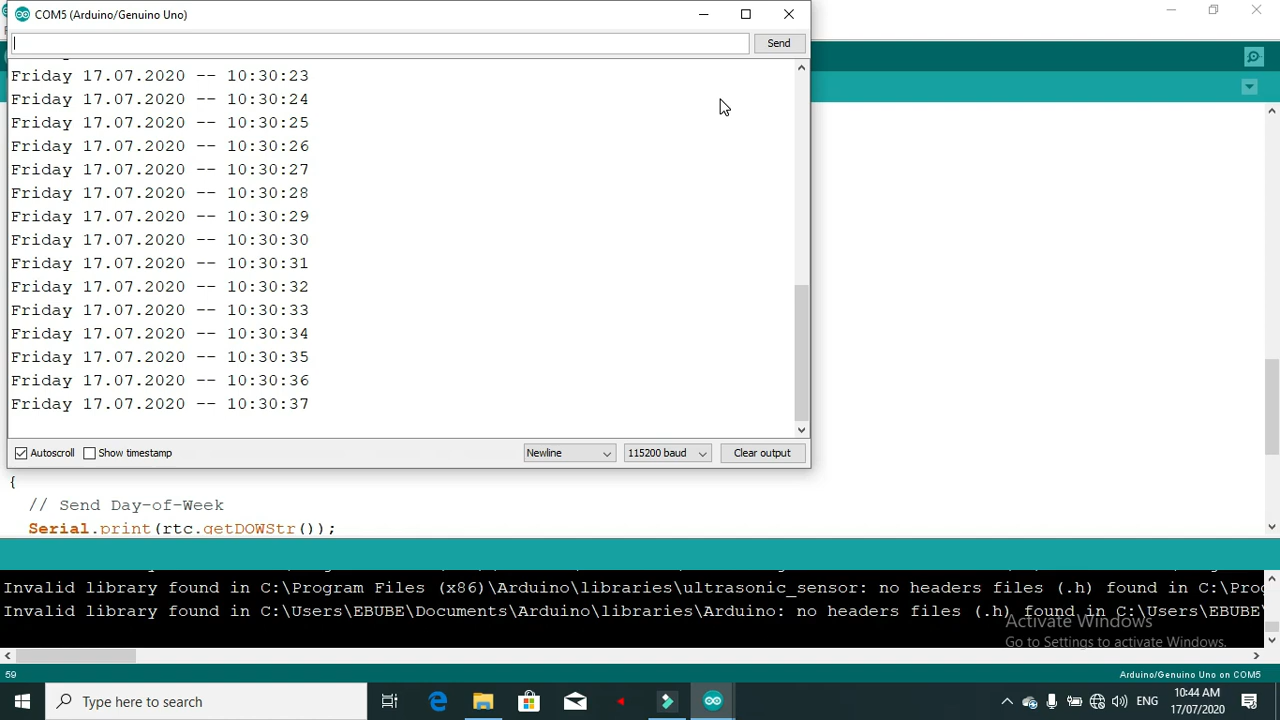 COM5 (Arduino/Genuino Uno)
Send
Friday 17.07.2020 -- 10:30:23
Friday 17.07.2020 -- 10:30:24
Friday 17.07.2020 -- 10:30:25
Friday 17.07.2020 -- 10:30:26
Friday 17.07.2020 -- 10:30:27
Friday 17.07.2020 -- 10:30:28
Friday 17.07.2020 -- 10:30:29
Friday 17.07.2020 -- 10:30:30
Friday 17.07.2020 -- 10:30:31
Friday 17.07.2020 -- 10:30:32
Friday 17.07.2020 -- 10:30:33
Friday 17.07.2020 -- 10:30:34
Friday 17.07.2020 -- 10:30:35
Friday 17.07.2020 -- 10:30:36
Friday 17.07.2020 -- 10:30:37
Autoscroll Show timestamp Newline 115200 baud Clear output
{
// Send Day-of-Week
Serial.print(rtc.getDOWStr());
Invalid library found in C:\Program Files (x86)\Arduino\libraries\ultrasonic_sensor: no headers files (.h) found in C:\Prog
Invalid library found in C:\Users\EBUBE\Documents\Arduino\libraries\Arduino: no headers files (.h) found in C:\Users\EBUBE\
Activate Windows
Go to Settings to activate Windows.
59 Arduino/Genuino Uno on COM5
Type here to search ENG 10:44 AM
17/07/2020